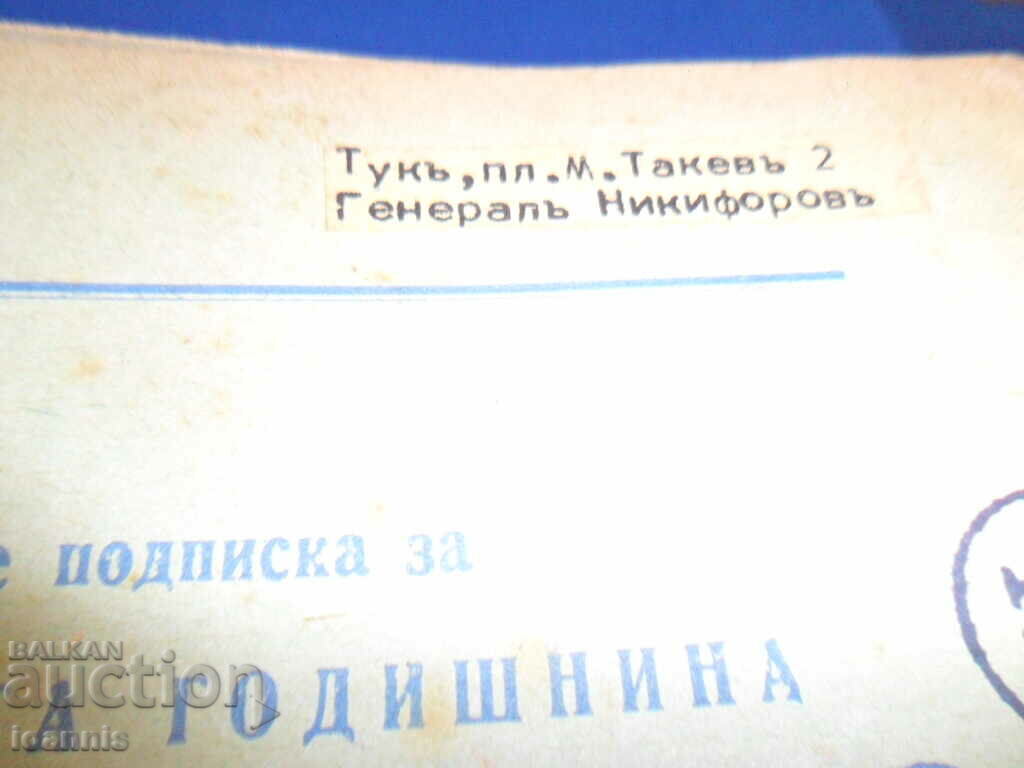 Тукъ, пл. М. Такевъ 2
Генералъ Никифоровъ
е подписка за
А ГОДИШНИНА
BALKAN
auction
ioannis